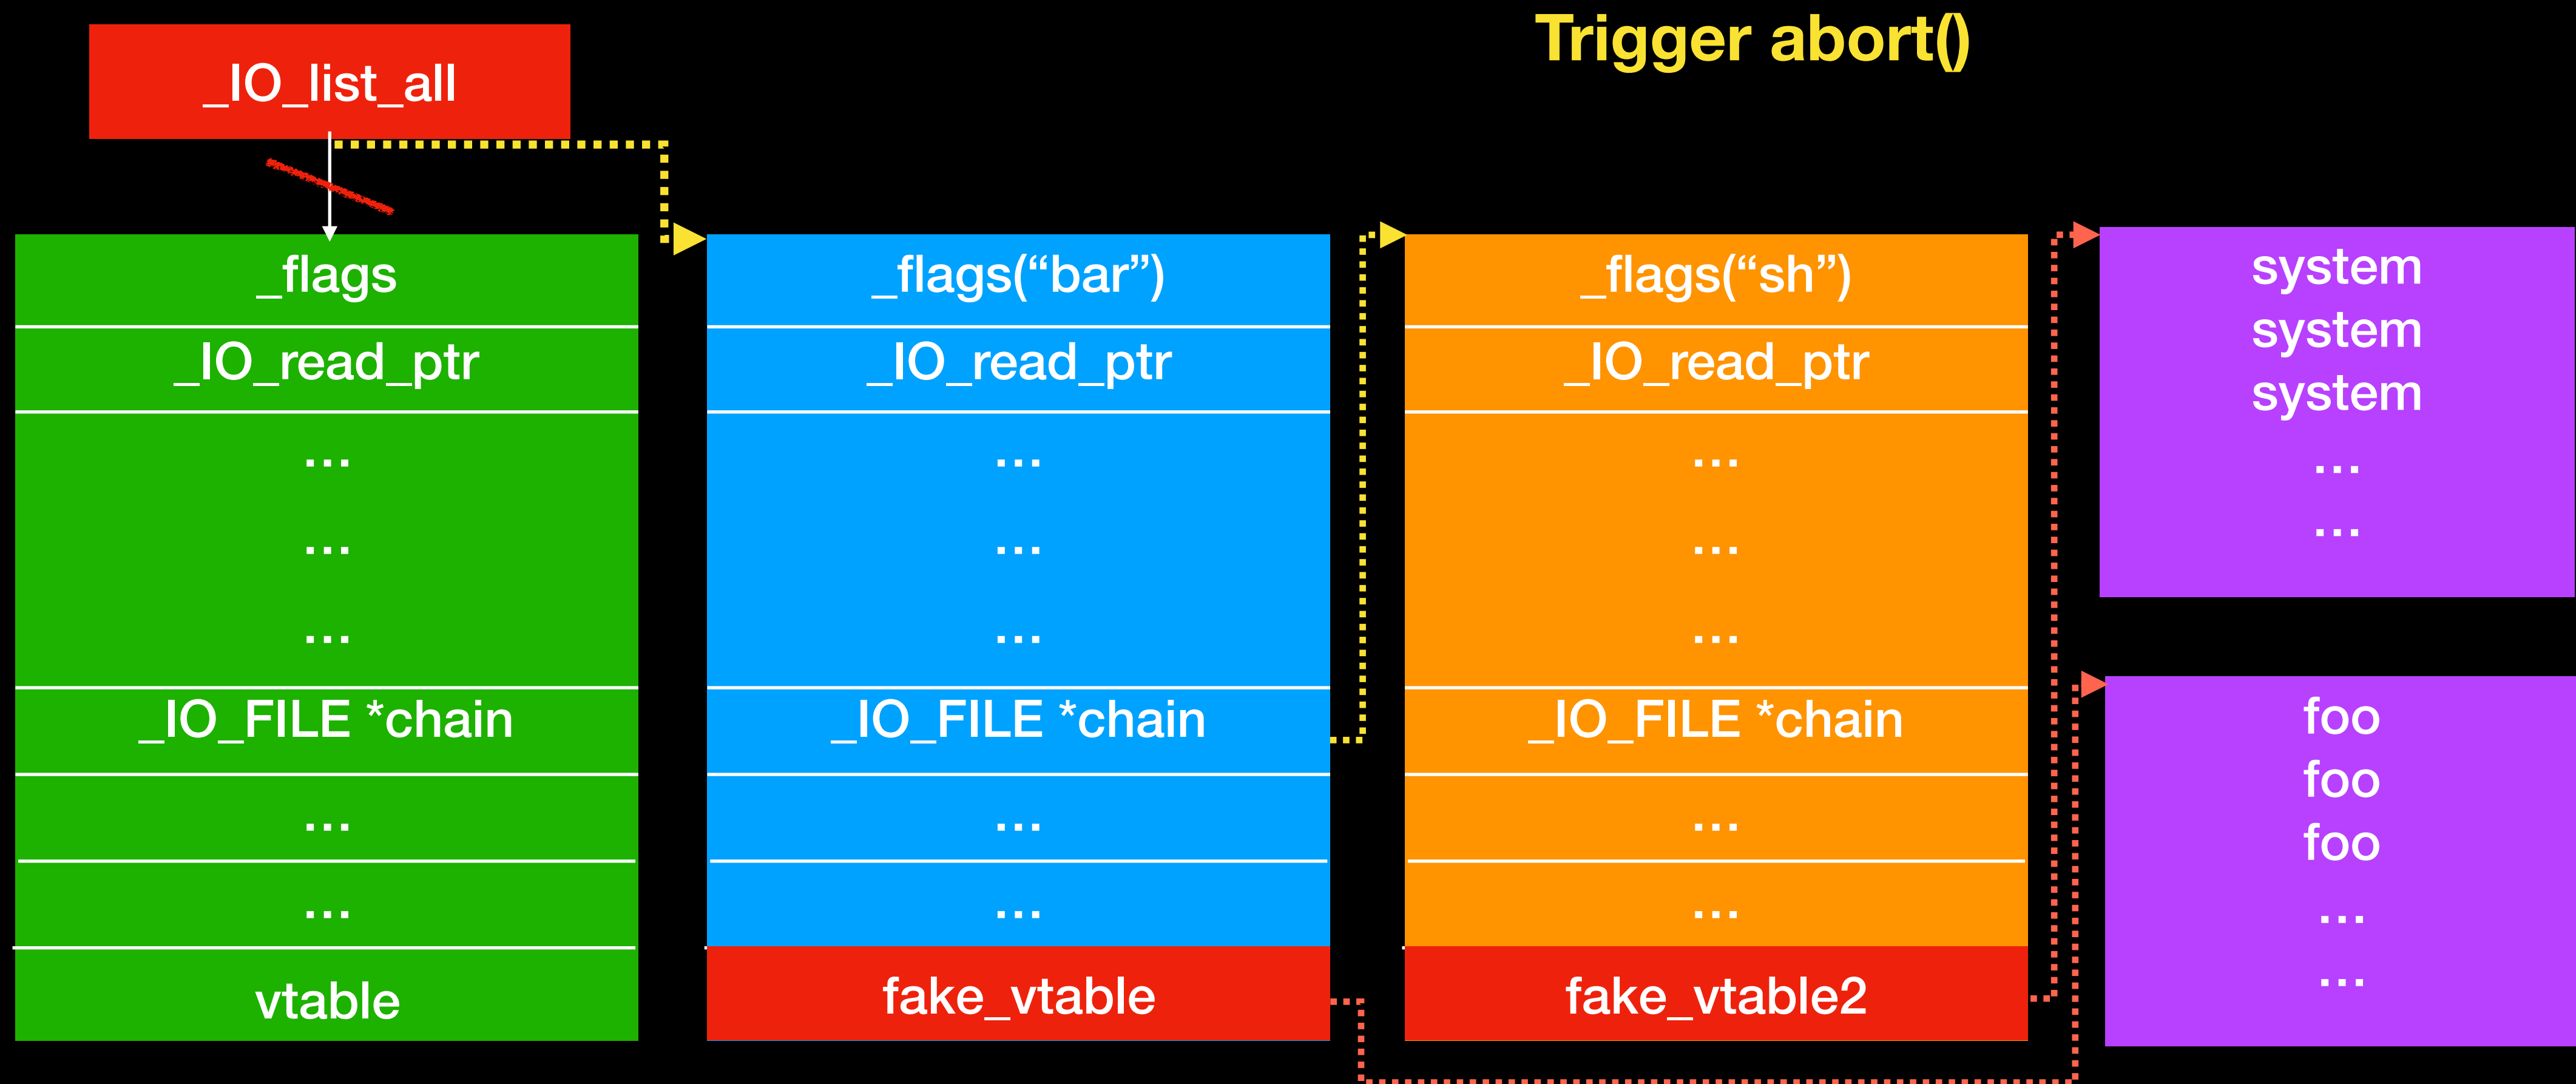 Trigger abort()
_IO_list_all
_flags
_IO_read_ptr
...
...
...
_IO_FILE *chain
...
...
vtable
_flags(“bar”)
_IO_read_ptr
...
...
...
_IO_FILE *chain
...
...
fake_vtable
_flags(“sh”)
_IO_read_ptr
...
...
...
_IO_FILE *chain
...
...
fake_vtable2
system
system
system
...
...
foo
foo
foo
...
...